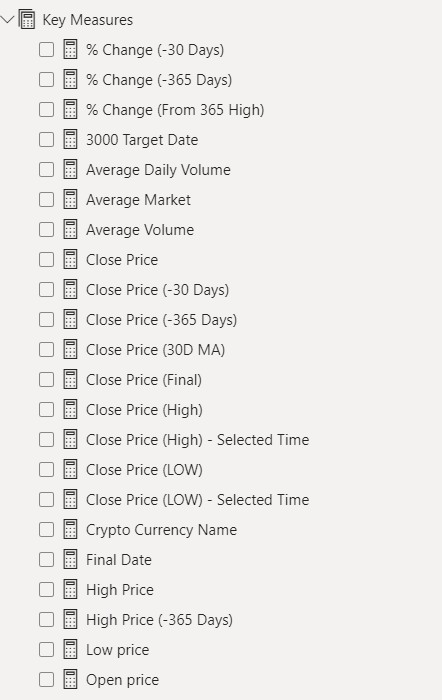 Key Measures
% Change (-30 Days)
% Change (-365 Days)
% Change (From 365 High)
3000 Target Date
Average Daily Volume
Average Market
Average Volume
Close Price
Close Price (-30 Days)
Close Price (-365 Days)
Close Price (30D MA)
Close Price (Final)
Close Price (High)
Close Price (High) - Selected Time
Close Price (LOW)
Close Price (LOW) - Selected Time
Crypto Currency Name
Final Date
High Price
High Price (-365 Days)
Low price
Open price